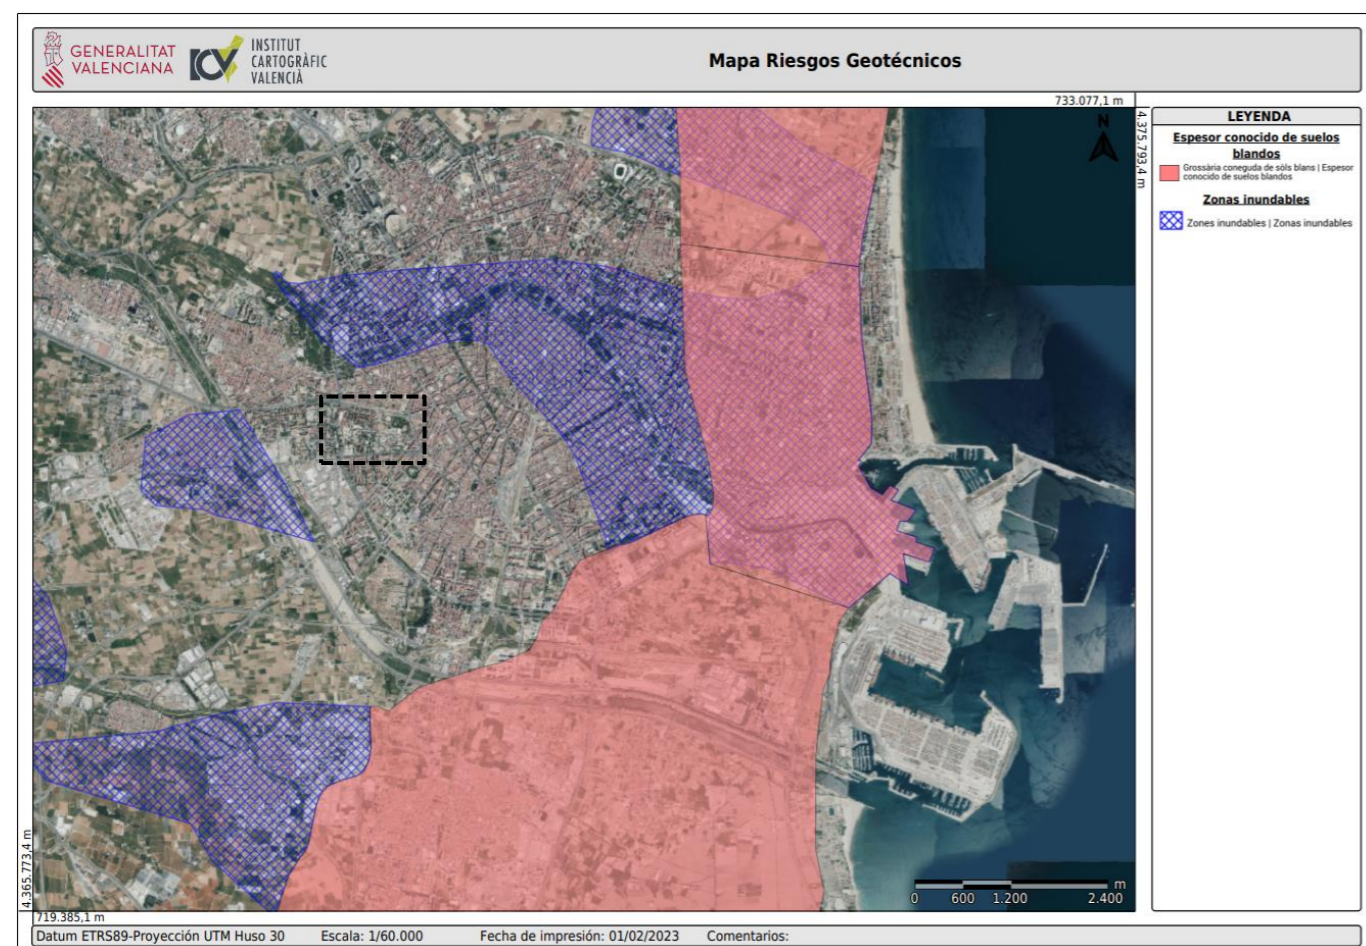 GENERALITAT
VALENCIANA
ICV
INSTITUT
CARTOGRÀFIC
VALENCIÀ
Mapa Riesgos Geotécnicos
733.077,1 m
4.375.793,4 m
N
LEYENDA
Espesor conocido de suelos
blandos
Grossària coneguda de sòls blans | Espesor
conocido de suelos blandos
Zonas inundables
Zones inundables | Zonas inundables
m
0 600 1.200 2.400
4.365.773,4 m
719.385,1 m
Datum ETRS89-Proyección UTM Huso 30 Escala: 1/60.000 Fecha de impresión: 01/02/2023 Comentarios: